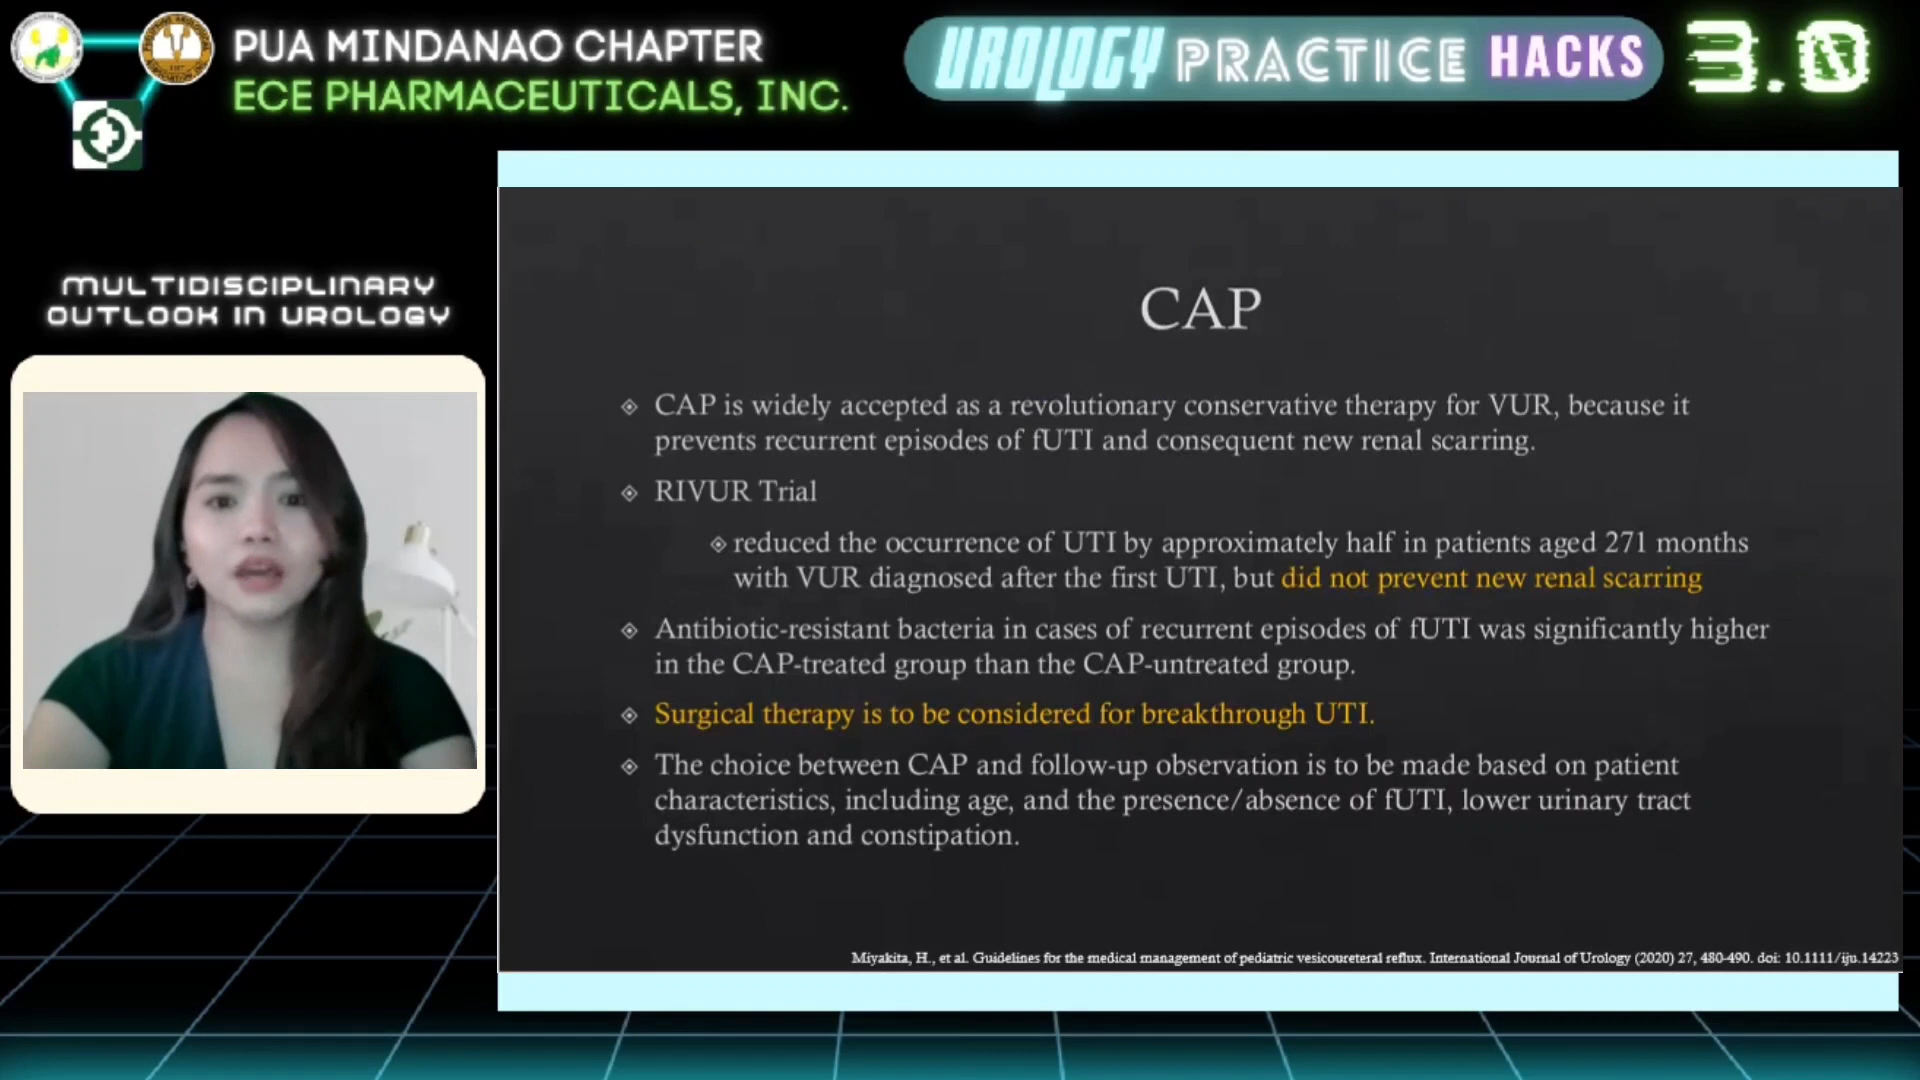 PUA MINDANAO CHAPTER
ECE PHARMACEUTICALS, INC.
UROLOGY PRACTICE HACKS 3.0
MULTIDISCIPLINARY
OUTLOOK IN UROLOGY
CAP
CAP is widely accepted as a revolutionary conservative therapy for VUR, because it
prevents recurrent episodes of fUTI and consequent new renal scarring.
RIVUR Trial
reduced the occurrence of UTI by approximately half in patients aged 271 months
with VUR diagnosed after the first UTI, but did not prevent new renal scarring
Antibiotic-resistant bacteria in cases of recurrent episodes of fUTI was significantly higher
in the CAP-treated group than the CAP-untreated group.
Surgical therapy is to be considered for breakthrough UTI.
The choice between CAP and follow-up observation is to be made based on patient
characteristics, including age, and the presence/absence of fUTI, lower urinary tract
dysfunction and constipation.
Miyakita, H., et al. Guidelines for the medical management of pediatric vesicoureteral reflux. International Journal of Urology (2020) 27, 480-490. doi: 10.1111/iju.14223